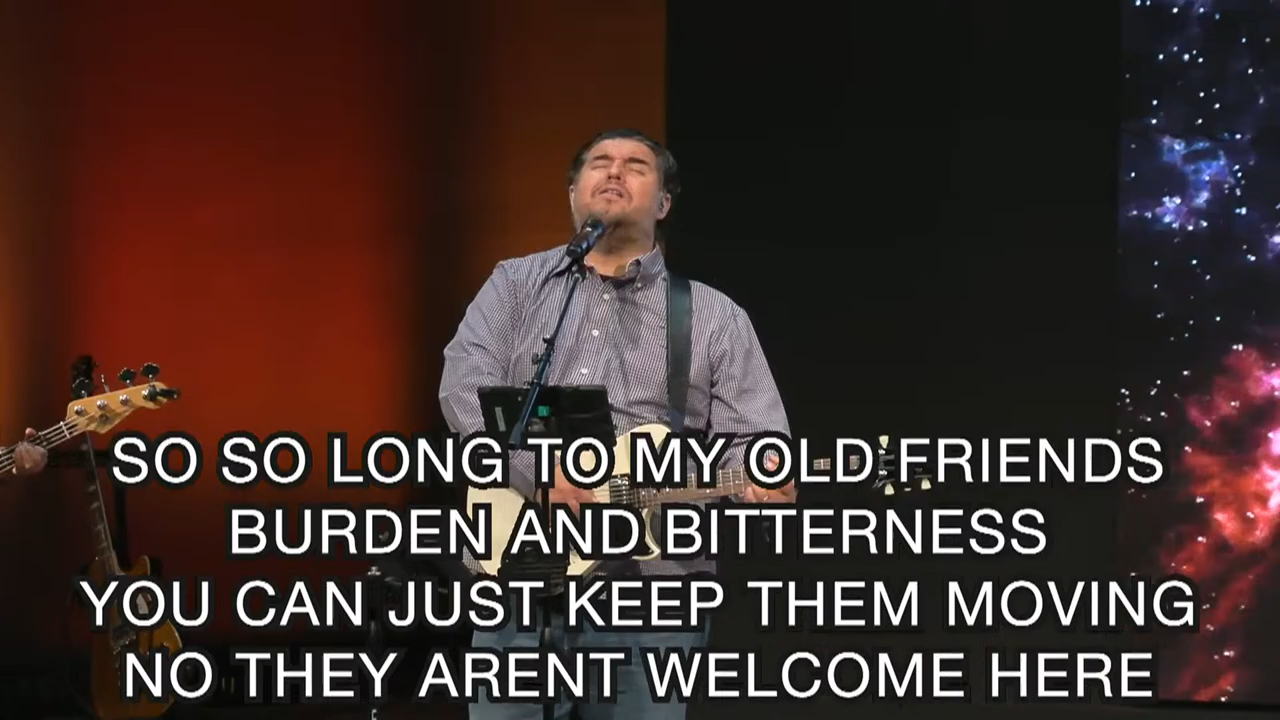 SO SO LONG TO MY OLD FRIENDS
BURDEN AND BITTERNESS
YOU CAN JUST KEEP THEM MOVING
NO THEY ARENT WELCOME HERE